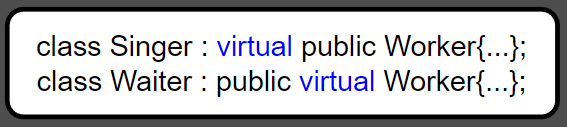 class Singer : virtual public Worker{...};
class Waiter : public virtual Worker{...};